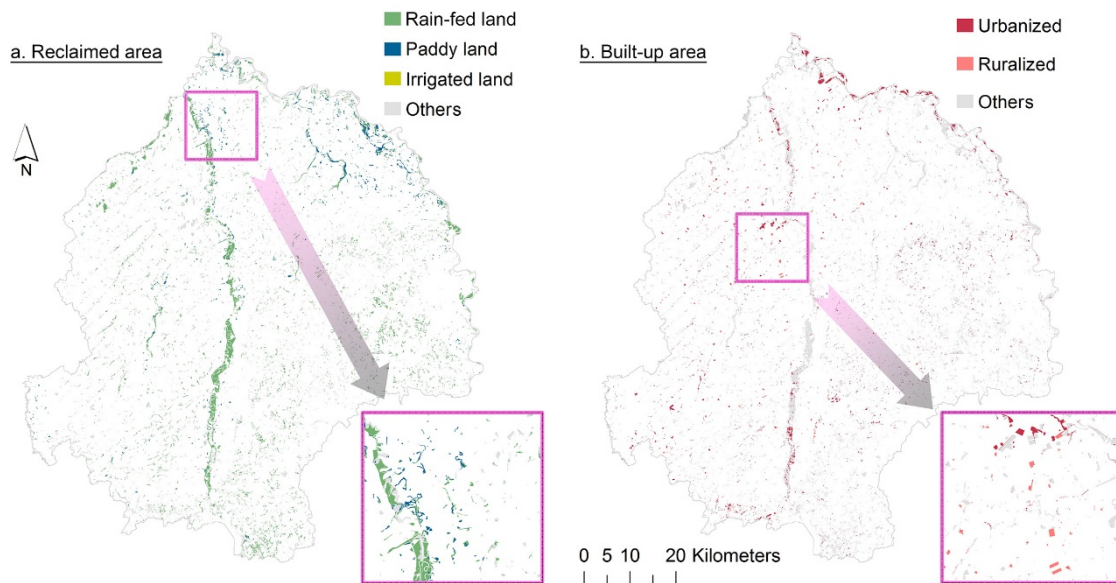 a. Reclaimed area
Rain-fed land
Paddy land
Irrigated land
Others
N
b. Built-up area
Urbanized
Ruralized
Others
0 5 10 20 Kilometers